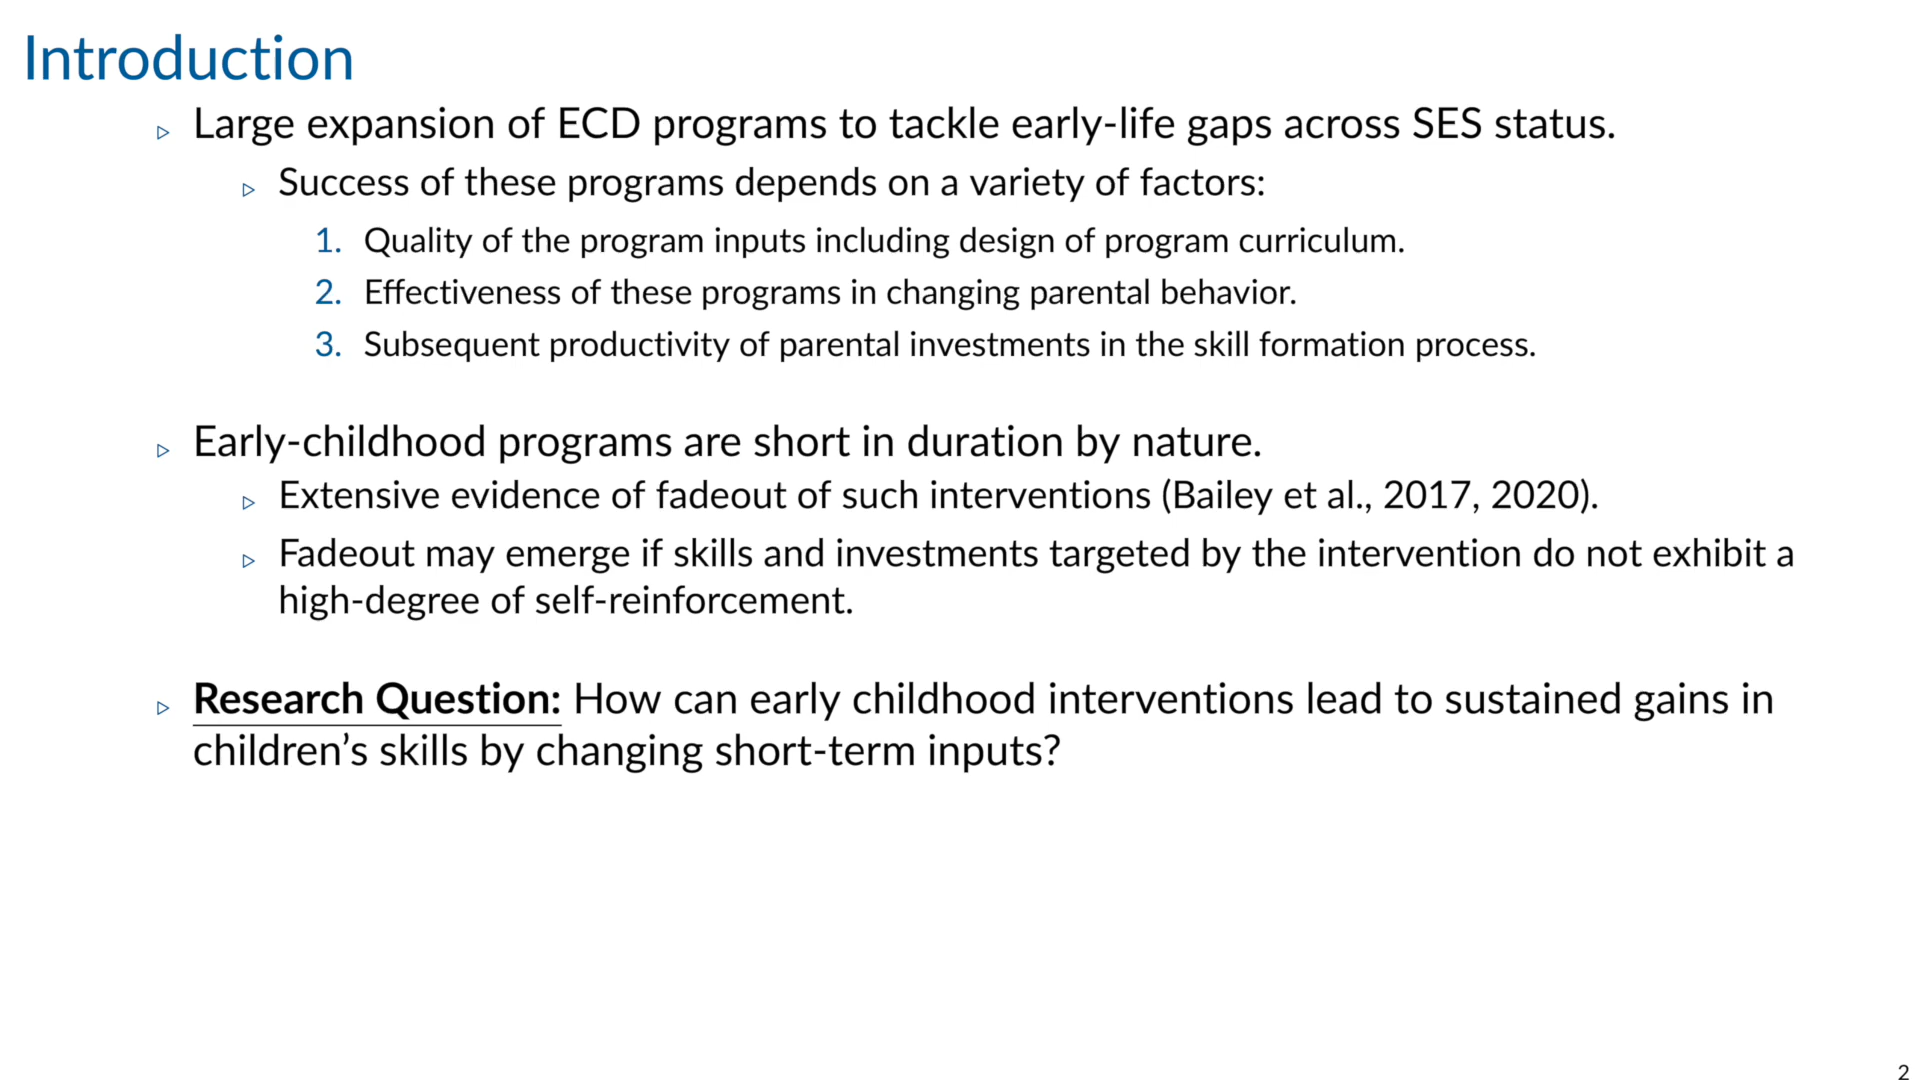 Introduction
▹ Large expansion of ECD programs to tackle early-life gaps across SES status.
▹ Success of these programs depends on a variety of factors:
1. Quality of the program inputs including design of program curriculum.
2. Effectiveness of these programs in changing parental behavior.
3. Subsequent productivity of parental investments in the skill formation process.
▹ Early-childhood programs are short in duration by nature.
▹ Extensive evidence of fadeout of such interventions (Bailey et al., 2017, 2020).
▹ Fadeout may emerge if skills and investments targeted by the intervention do not exhibit a
high-degree of self-reinforcement.
▹ Research Question: How can early childhood interventions lead to sustained gains in
children’s skills by changing short-term inputs?
2